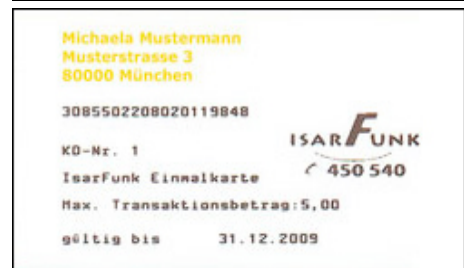 Michaela Mustermann
Musterstrasse 3
80000 München
3085502208020119848
KD-Nr. 1
IsarFunk Einmalkarte
Max. Transaktionsbetrag:5,00
gültig bis 31.12.2009
ISARFUNK
450 540